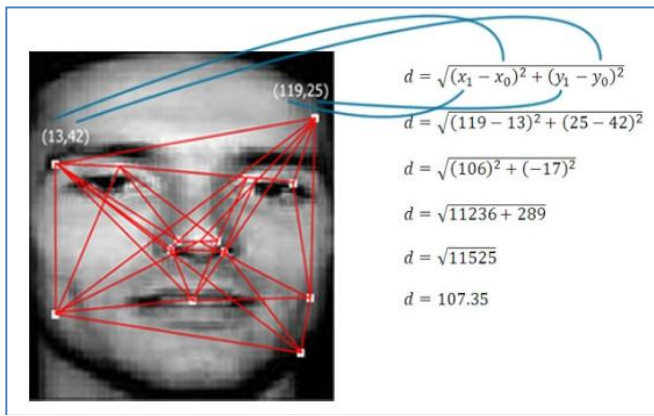 (119,25)
(13,42)
d = √((x₁ − x₀)² + (y₁ − y₀)²)
d = √((119 − 13)² + (25 − 42)²)
d = √((106)² + (−17)²)
d = √(11236 + 289)
d = √11525
d = 107.35